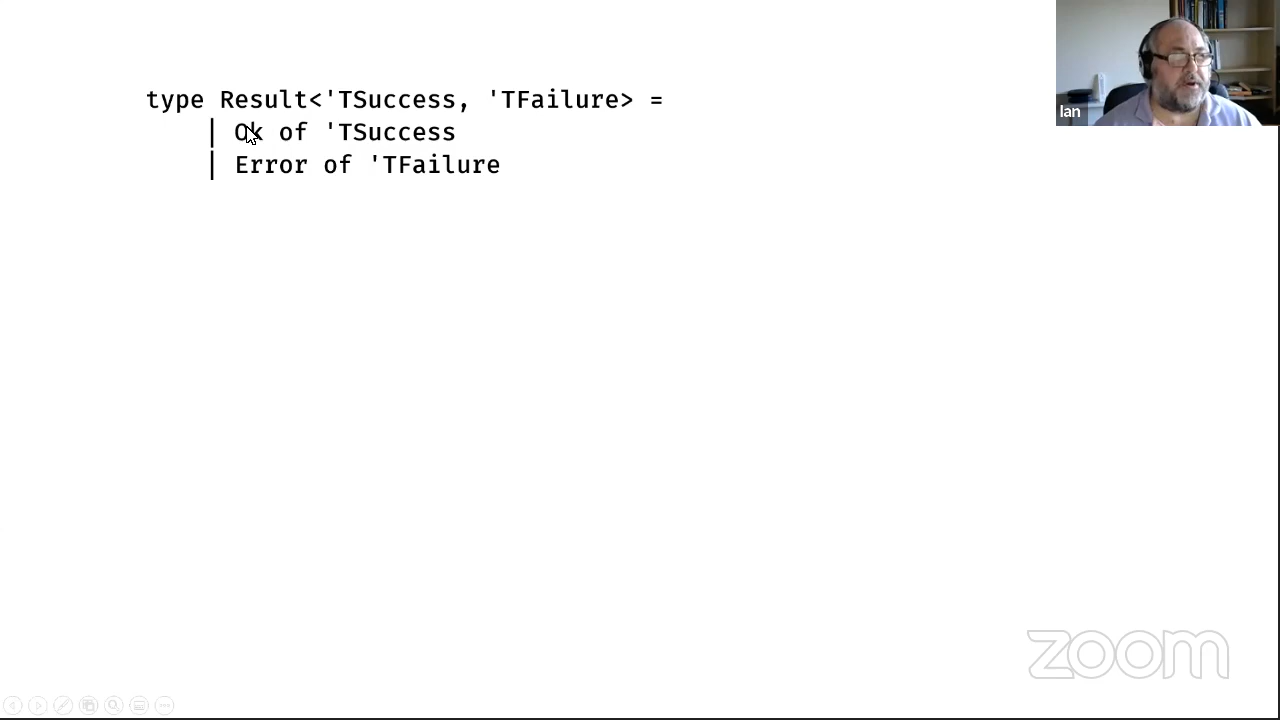 type Result<'TSuccess, 'TFailure> =
| Ok of 'TSuccess
| Error of 'TFailure
Ian
zoom